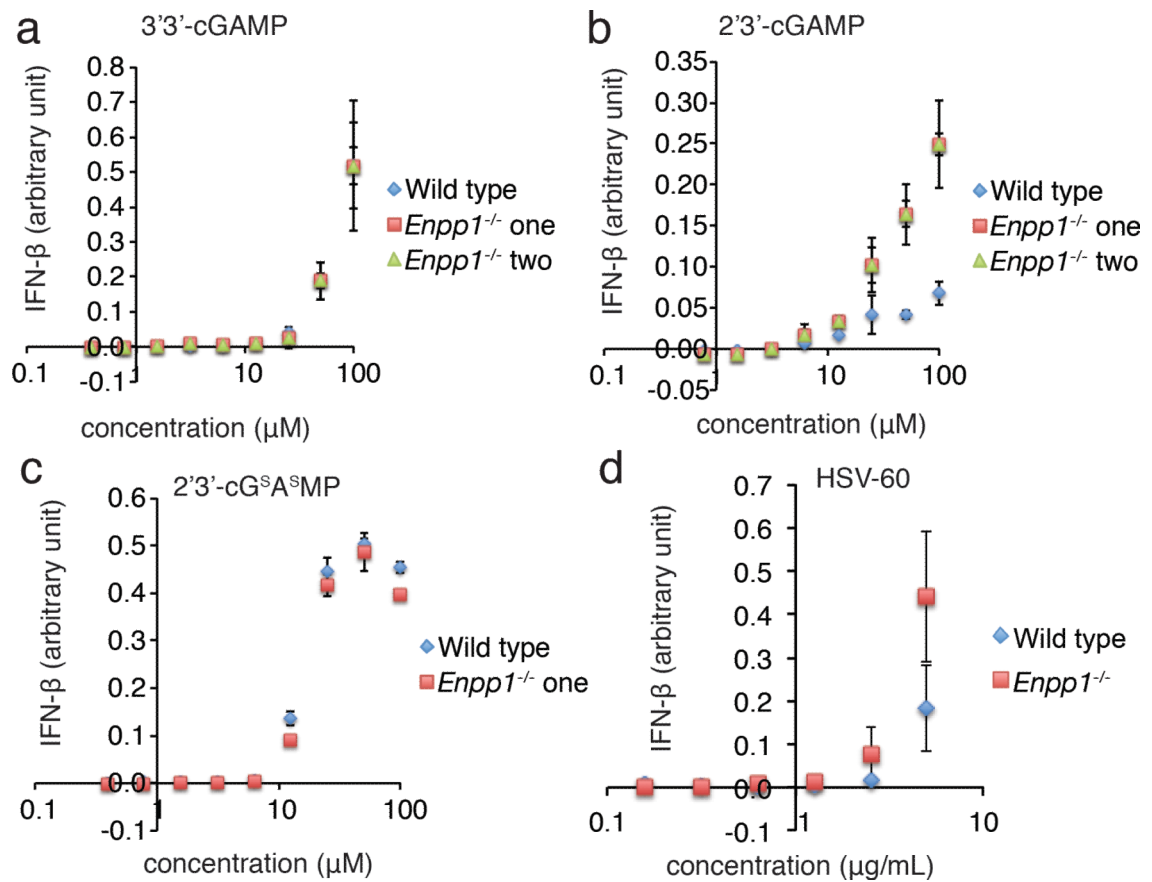 a
3'3'-cGAMP
IFN-β (arbitrary unit)
0.8
0.7
0.6
0.5
0.4
0.3
0.2
0.1
0.0
-0.1
0.1
1
10
100
concentration (µM)
Wild type
Enpp1⁻/⁻ one
Enpp1⁻/⁻ two
b
2'3'-cGAMP
IFN-β (arbitrary unit)
0.35
0.30
0.25
0.20
0.15
0.10
0.05
0.00
-0.05
0.1
1
10
100
concentration (µM)
Wild type
Enpp1⁻/⁻ one
Enpp1⁻/⁻ two
c
2'3'-cGˢAˢMP
IFN-β (arbitrary unit)
0.6
0.5
0.4
0.3
0.2
0.1
0.0
-0.1
0.1
1
10
100
concentration (µM)
Wild type
Enpp1⁻/⁻ one
d
HSV-60
IFN-β (arbitrary unit)
0.7
0.6
0.5
0.4
0.3
0.2
0.1
0.0
-0.1
0.1
1
10
concentration (µg/mL)
Wild type
Enpp1⁻/⁻